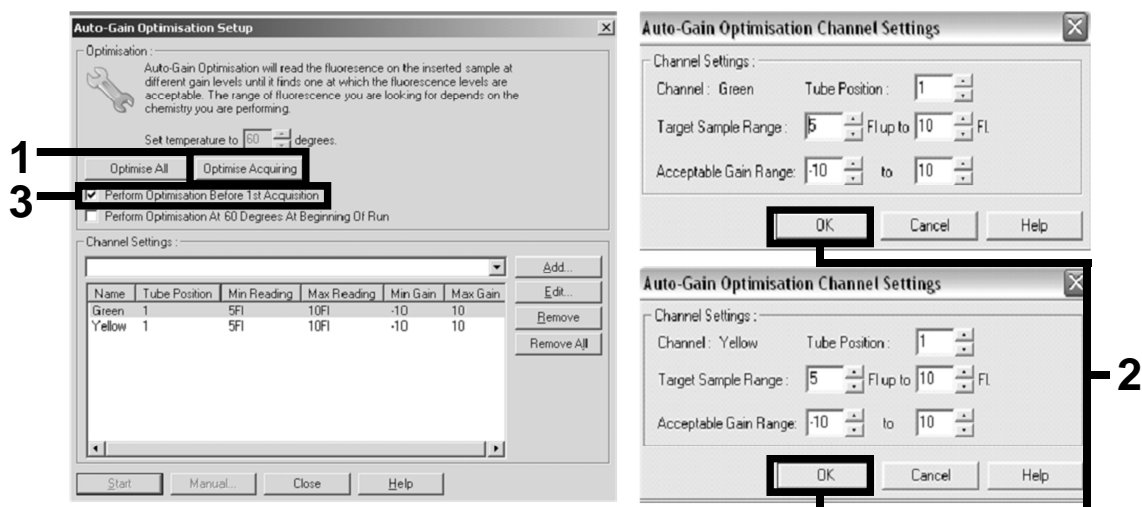 Auto-Gain Optimisation Setup
Optimisation :
Auto-Gain Optimisation will read the fluoresence on the inserted sample at
different gain levels until it finds one at which the fluorescence levels are
acceptable. The range of fluorescence you are looking for depends on the
chemistry you are performing.
Set temperature to 60 degrees.
1
Optimise All Optimise Acquiring
3
Perform Optimisation Before 1st Acquisition
Perform Optimisation At 60 Degrees At Beginning Of Run
Channel Settings :
Add...
Name Tube Position Min Reading Max Reading Min Gain Max Gain
Edit...
Green 1 5Fl 10Fl -10 10
Remove
Yellow 1 5Fl 10Fl -10 10
Remove All
Start Manual... Close Help
Auto-Gain Optimisation Channel Settings
Channel Settings :
Channel : Green Tube Position : 1
Target Sample Range : 5 Fl up to 10 Fl.
Acceptable Gain Range: -10 to 10
OK Cancel Help
Auto-Gain Optimisation Channel Settings
Channel Settings :
Channel : Yellow Tube Position : 1
Target Sample Range : 5 Fl up to 10 Fl.
Acceptable Gain Range: -10 to 10
OK Cancel Help
2